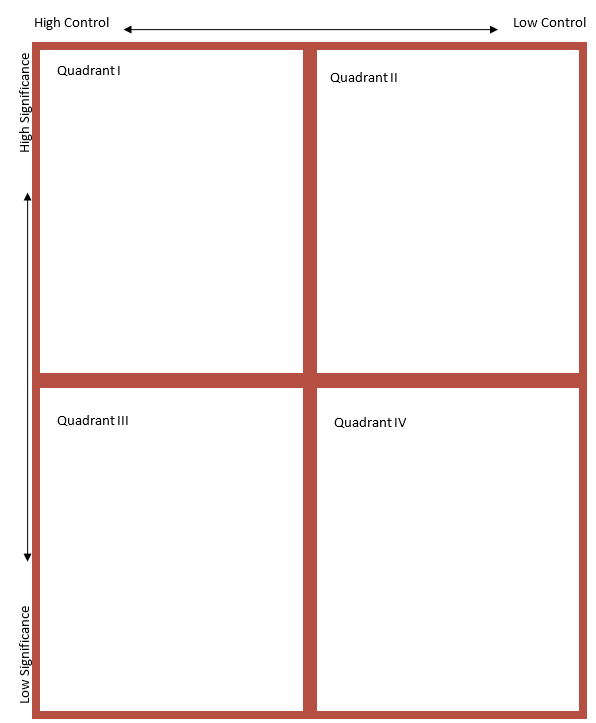 High Control
Low Control
High Significance
Quadrant I
Quadrant II
Quadrant III
Quadrant IV
Low Significance